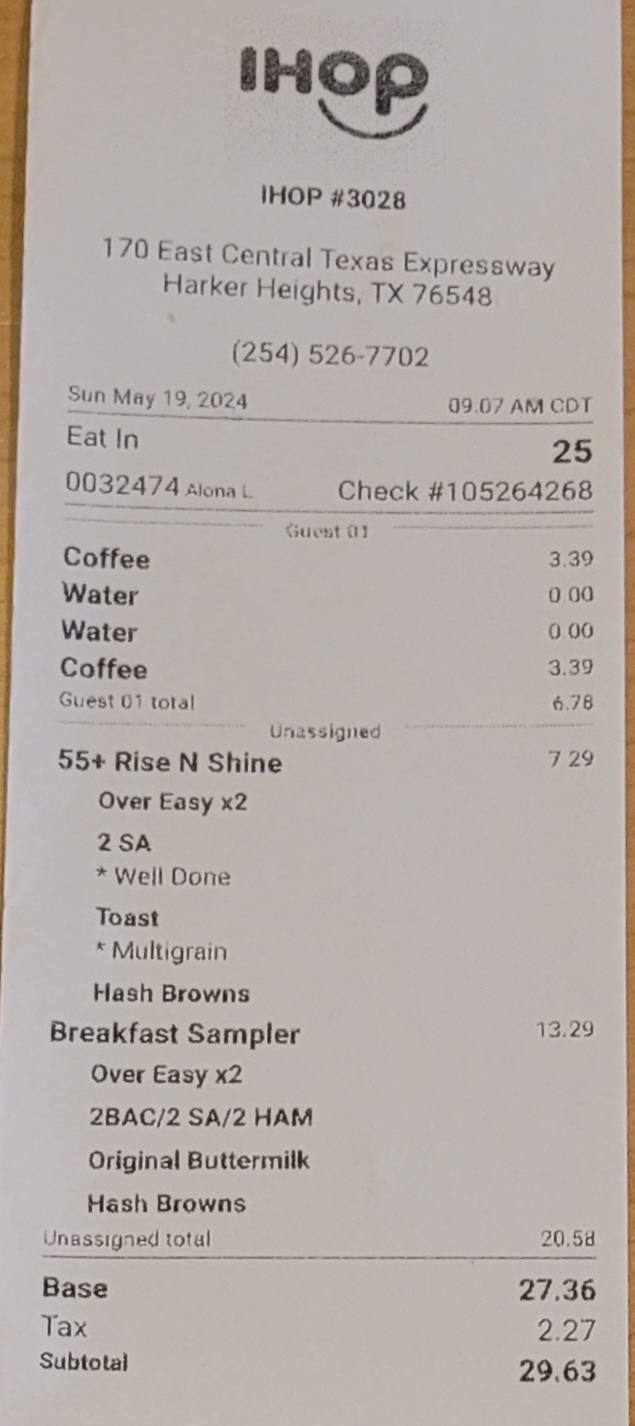 IHOP
IHOP #3028
170 East Central Texas Expressway
Harker Heights, TX 76548
(254) 526-7702
Sun May 19, 2024 09:07 AM CDT
Eat In 25
0032474 Alona L Check #105264268
Guest 01
Coffee 3.39
Water 0.00
Water 0.00
Coffee 3.39
Guest 01 total 6.78
Unassigned
55+ Rise N Shine 7.29
Over Easy x2
2 SA
* Well Done
Toast
* Multigrain
Hash Browns
Breakfast Sampler 13.29
Over Easy x2
2BAC/2 SA/2 HAM
Original Buttermilk
Hash Browns
Unassigned total 20.58
Base 27.36
Tax 2.27
Subtotal 29.63